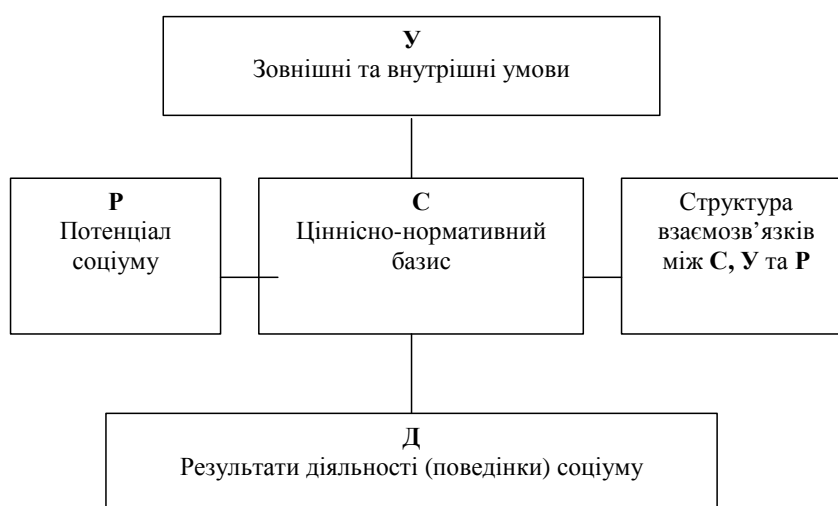 У
Зовнішні та внутрішні умови
Р
Потенціал
соціуму
С
Ціннісно-нормативний
базис
Структура
взаємозв’язків
між С, У та Р
Д
Результати діяльності (поведінки) соціуму